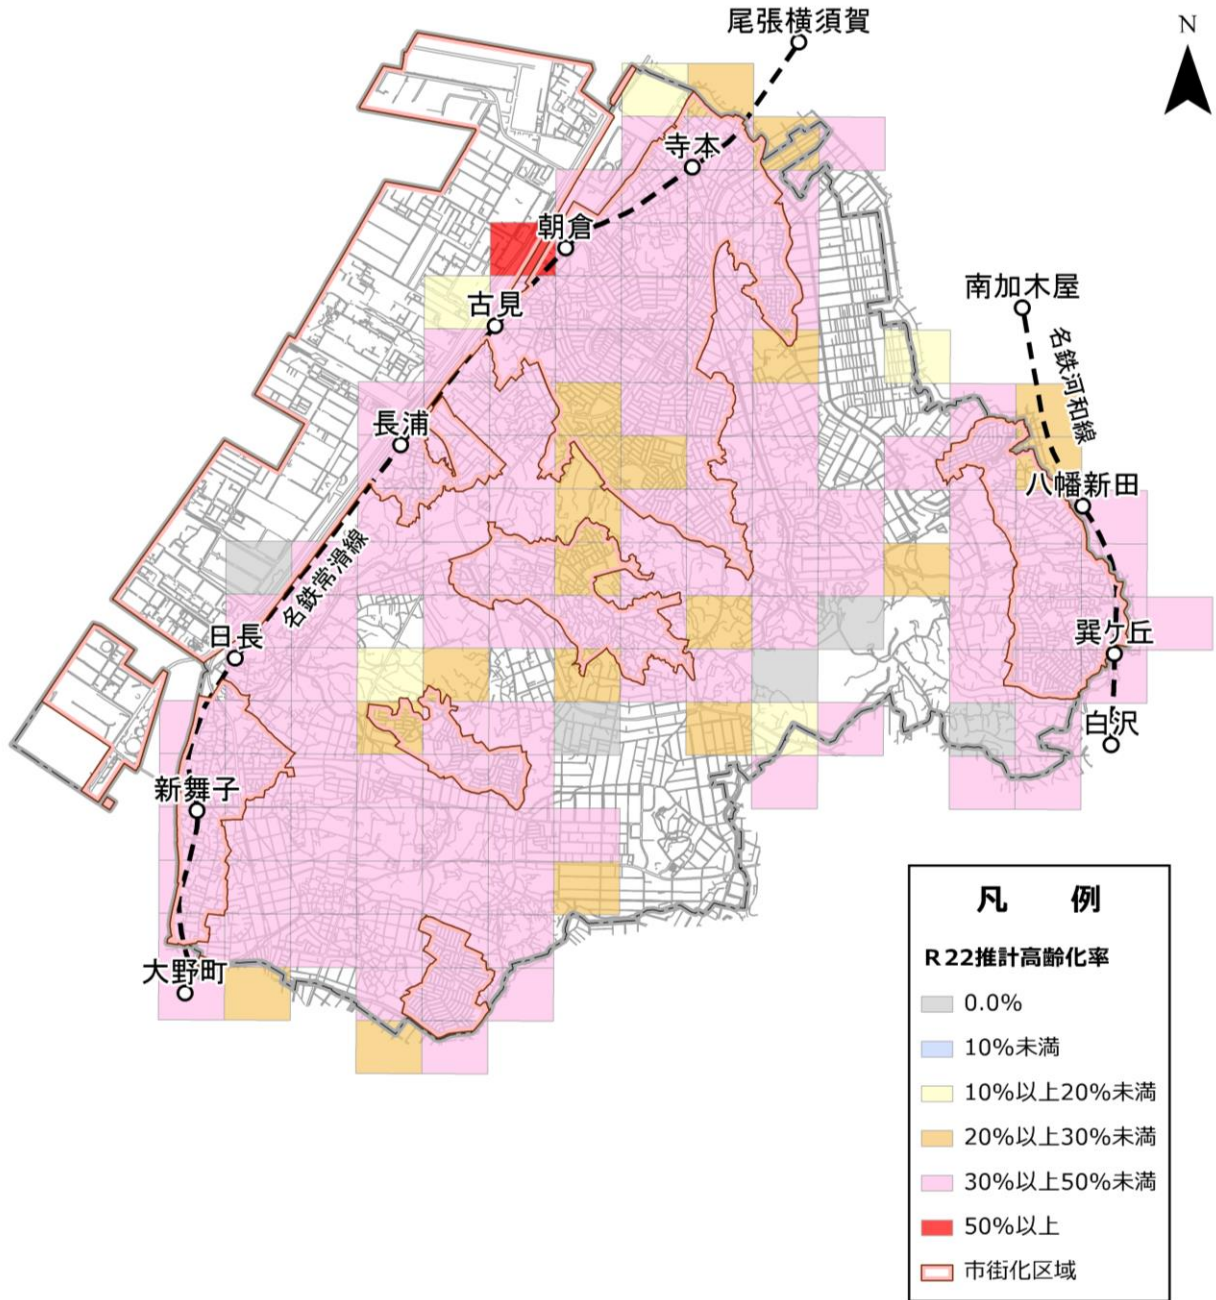 尾張横須賀
N
寺本
朝倉
古見
南加木屋
名鉄河和線
長浦
八幡新田
名鉄常滑線
日長
巽ケ丘
白沢
新舞子
大野町
凡 例
R22推計高齢化率
0.0%
10%未満
10%以上20%未満
20%以上30%未満
30%以上50%未満
50%以上
市街化区域